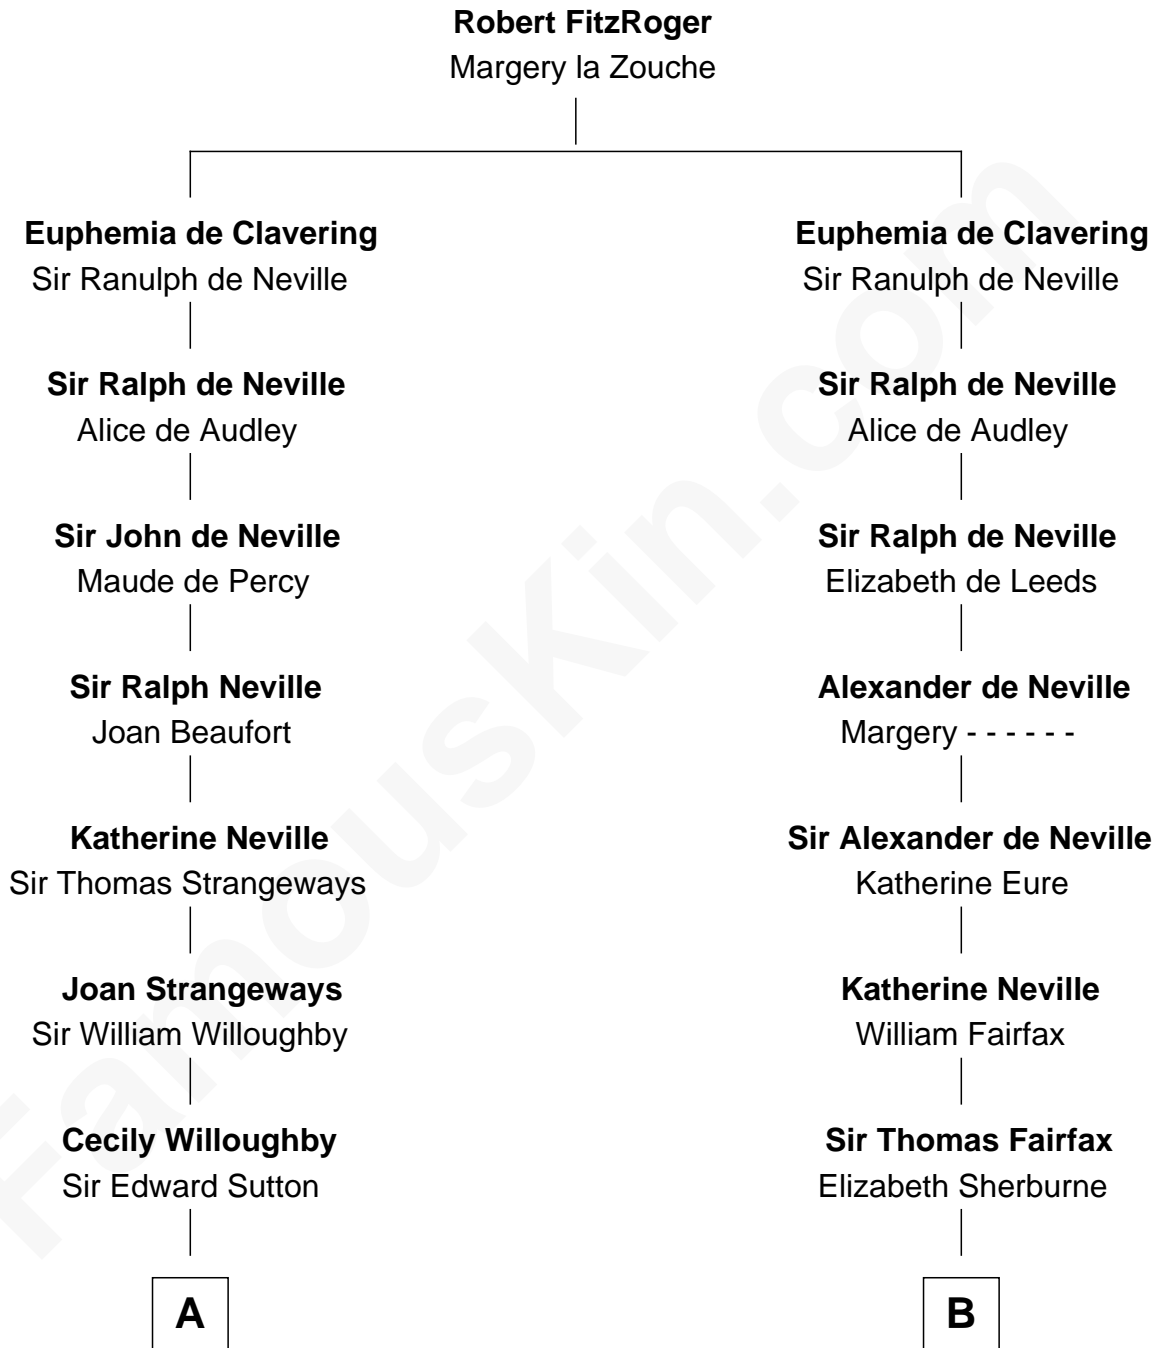 Robert FitzRoger
Margery la Zouche
Euphemia de Clavering
Sir Ranulph de Neville
Sir Ralph de Neville
Alice de Audley
Sir John de Neville
Maude de Percy
Sir Ralph Neville
Joan Beaufort
Katherine Neville
Sir Thomas Strangeways
Joan Strangeways
Sir William Willoughby
Cecily Willoughby
Sir Edward Sutton
A
Euphemia de Clavering
Sir Ranulph de Neville
Sir Ralph de Neville
Alice de Audley
Sir Ralph de Neville
Elizabeth de Leeds
Alexander de Neville
Margery - - - - - -
Sir Alexander de Neville
Katherine Eure
Katherine Neville
William Fairfax
Sir Thomas Fairfax
Elizabeth Sherburne
B
FamousKin.com